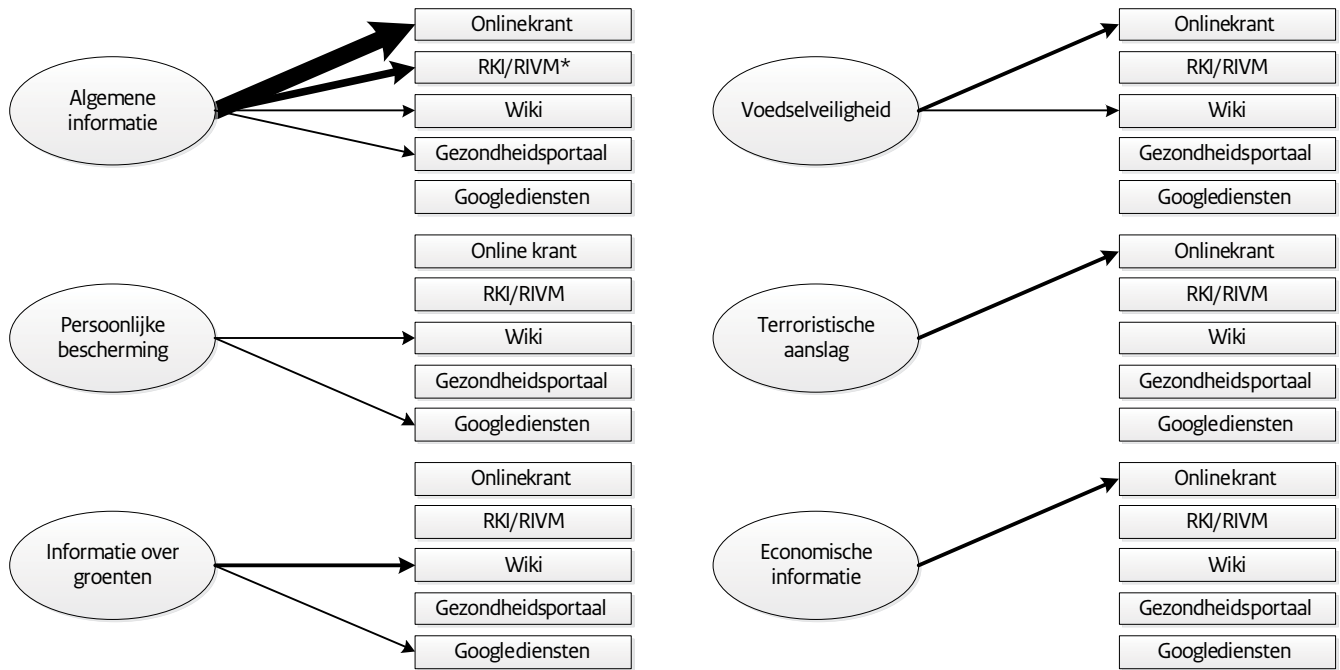 Algemene
informatie
Onlinekrant
RKI/RIVM*
Wiki
Gezondheidsportaal
Googlediensten
Voedselveiligheid
Onlinekrant
RKI/RIVM
Wiki
Gezondheidsportaal
Googlediensten
Persoonlijke
bescherming
Online krant
RKI/RIVM
Wiki
Gezondheidsportaal
Googlediensten
Terroristische
aanslag
Onlinekrant
RKI/RIVM
Wiki
Gezondheidsportaal
Googlediensten
Informatie over
groenten
Onlinekrant
RKI/RIVM
Wiki
Gezondheidsportaal
Googlediensten
Economische
informatie
Onlinekrant
RKI/RIVM
Wiki
Gezondheidsportaal
Googlediensten